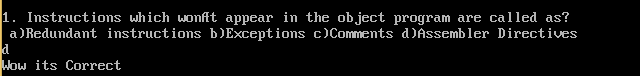 1. Instructions which wonÆt appear in the object program are called as?
a)Redundant instructions b)Exceptions c)Comments d)Assembler Directives
d
Wow its Correct